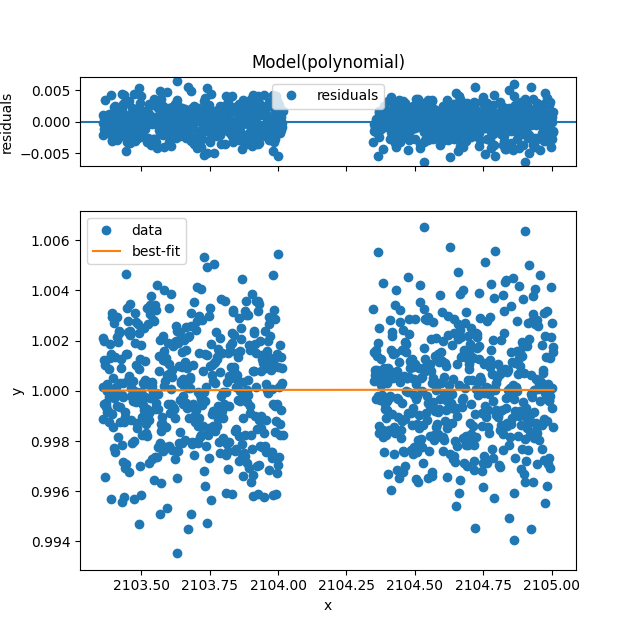 Model(polynomial)
residuals
0.005
0.000
−0.005
residuals
data
best-fit
y
1.006
1.004
1.002
1.000
0.998
0.996
0.994
2103.50 2103.75 2104.00 2104.25 2104.50 2104.75 2105.00
x